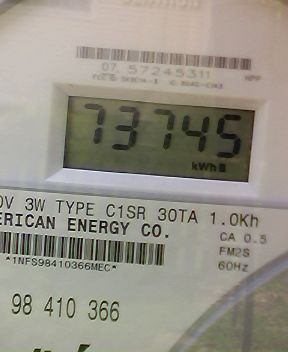 07. 57245311
73745
kWh
0V 3W TYPE C1SR 30TA 1.0Kh
ERICAN ENERGY CO.
CA 0.5
*1NFS98410366MEC*
FM2S
60Hz
98 410 366